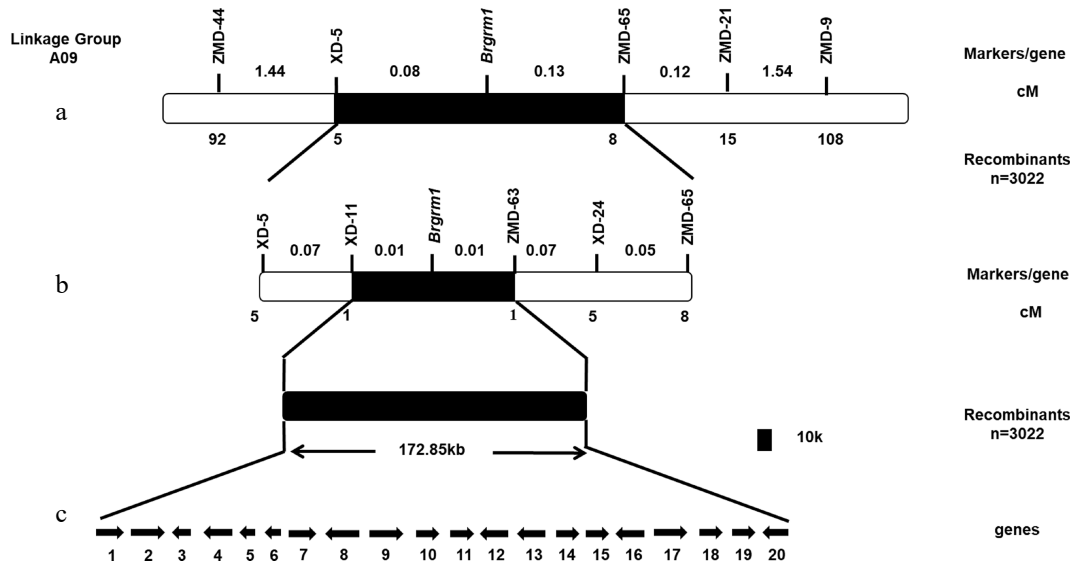 Linkage Group
A09
ZMD-44
XD-5
Brgrm1
ZMD-65
ZMD-21
ZMD-9
Markers/gene
1.44
0.08
0.13
0.12
1.54
cM
a
92
5
8
15
108
Recombinants
n=3022
XD-5
XD-11
Brgrm1
ZMD-63
XD-24
ZMD-65
0.07
0.01
0.01
0.07
0.05
Markers/gene
b
cM
5
1
1
5
8
Recombinants
n=3022
10k
172.85kb
c
genes
1 2 3 4 5 6 7 8 9 10 11 12 13 14 15 16 17 18 19 20